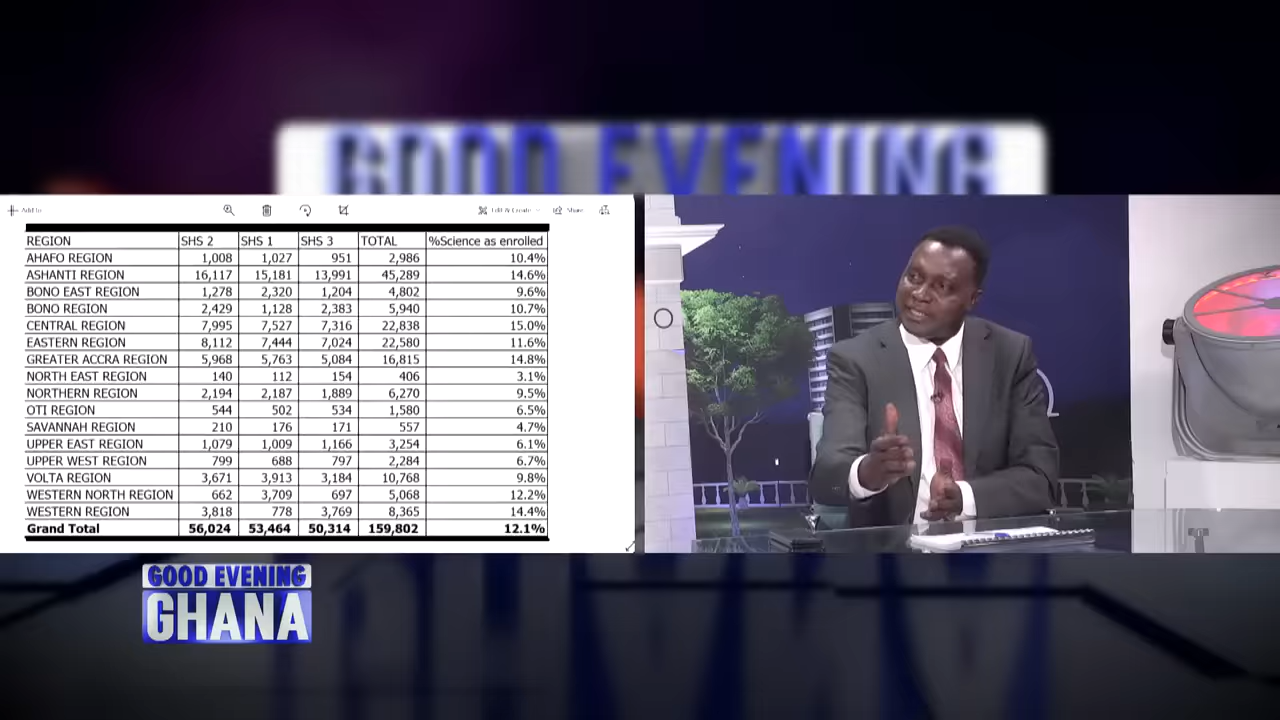 GOOD EVENING
Add to
Edit & Create
Share
REGION SHS 2 SHS 1 SHS 3 TOTAL %Science as enrolled
AHAFO REGION 1,008 1,027 951 2,986 10.4%
ASHANTI REGION 16,117 15,181 13,991 45,289 14.6%
BONO EAST REGION 1,278 2,320 1,204 4,802 9.6%
BONO REGION 2,429 1,128 2,383 5,940 10.7%
CENTRAL REGION 7,995 7,527 7,316 22,838 15.0%
EASTERN REGION 8,112 7,444 7,024 22,580 11.6%
GREATER ACCRA REGION 5,968 5,763 5,084 16,815 14.8%
NORTH EAST REGION 140 112 154 406 3.1%
NORTHERN REGION 2,194 2,187 1,889 6,270 9.5%
OTI REGION 544 502 534 1,580 6.5%
SAVANNAH REGION 210 176 171 557 4.7%
UPPER EAST REGION 1,079 1,009 1,166 3,254 6.1%
UPPER WEST REGION 799 688 797 2,284 6.7%
VOLTA REGION 3,671 3,913 3,184 10,768 9.8%
WESTERN NORTH REGION 662 3,709 697 5,068 12.2%
WESTERN REGION 3,818 778 3,769 8,365 14.4%
Grand Total 56,024 53,464 50,314 159,802 12.1%
GOOD EVENING
GHANA